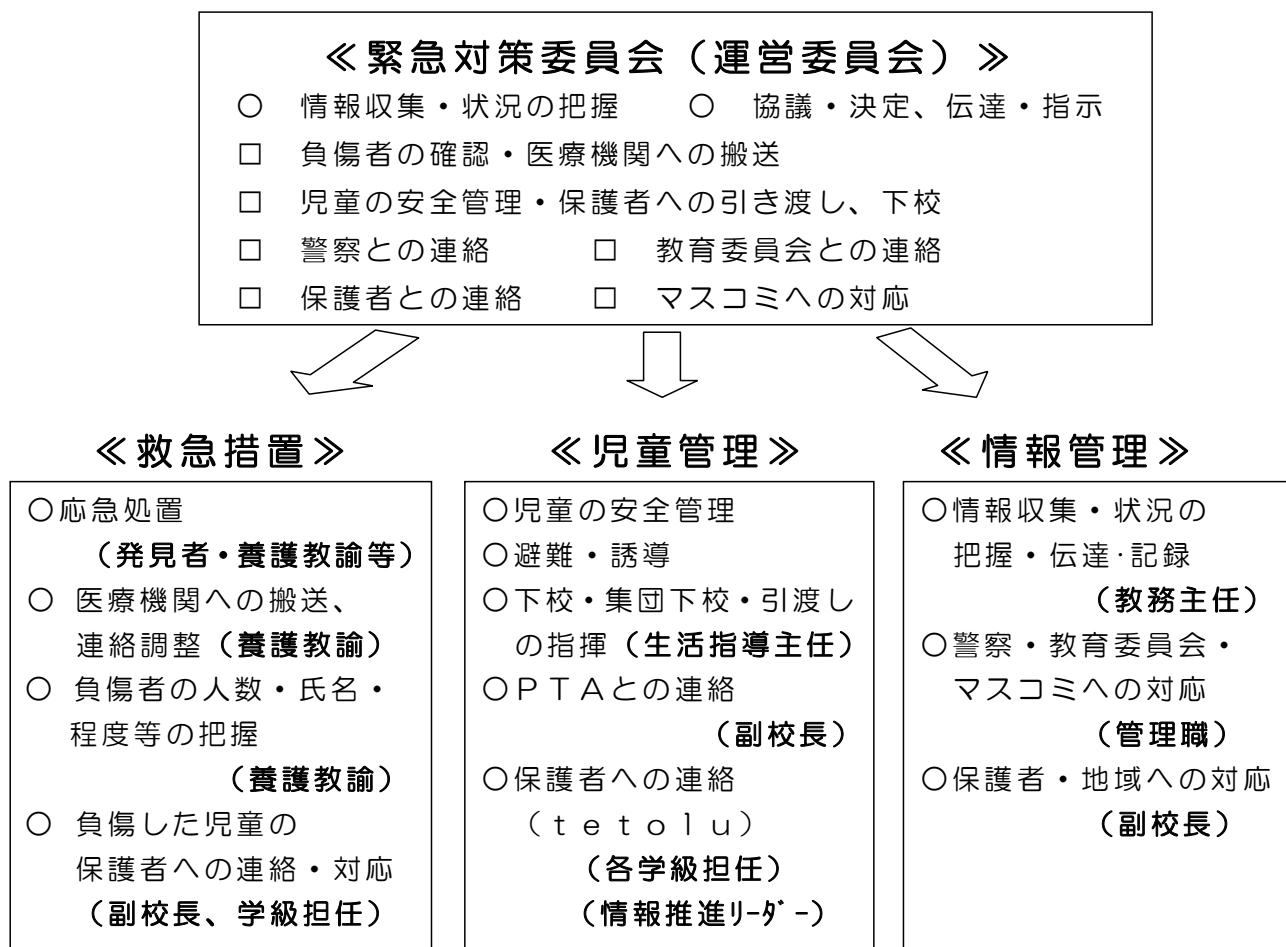 ≪緊急対策委員会（運営委員会）≫
○　情報収集・状況の把握　　○　協議・決定、伝達・指示
□　負傷者の確認・医療機関への搬送
□　児童の安全管理・保護者への引き渡し、下校
□　警察との連絡　　　□　教育委員会との連絡
□　保護者との連絡　　□　マスコミへの対応
≪救急措置≫
○応急処置
（発見者・養護教諭等）
○　医療機関への搬送、
連絡調整（養護教諭）
○　負傷者の人数・氏名・
程度等の把握
（養護教諭）
○　負傷した児童の
保護者への連絡・対応
（副校長、学級担任）
≪児童管理≫
○児童の安全管理
○避難・誘導
○下校・集団下校・引渡し
の指揮（生活指導主任）
○ＰＴＡとの連絡
（副校長）
○保護者への連絡
（ｔｅｔｏｌｕ）
（各学級担任）
（情報推進ﾘｰﾀﾞｰ）
≪情報管理≫
○情報収集・状況の
把握・伝達･記録
（教務主任）
○警察・教育委員会・
マスコミへの対応
（管理職）
○保護者・地域への対応
（副校長）